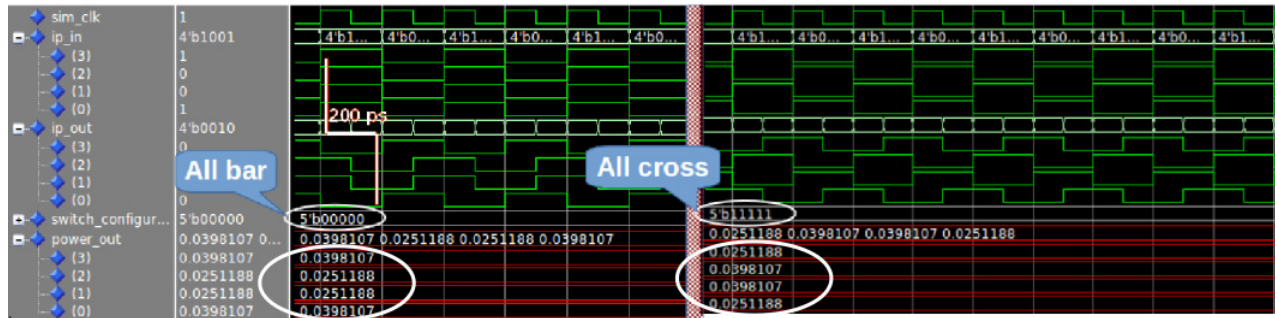 sim_clk 1
ip_in 4'b1001 4'b1... 4'b0... 4'b1... 4'b0... 4'b1... 4'b0... 4'b1... 4'b0... 4'b1... 4'b0... 4'b1... 4'b0... 4'b1... 4'b0... 4'b1...
(3) 1
(2) 0
(1) 0
(0) 1
200 ps
ip_out 4'b0010
(3) 0
(2)
(1)
(0) 0
All bar
All cross
switch_configur... 5'b00000 5'b00000 5'b11111
power_out 0.0398107 0... 0.0398107 0.0251188 0.0251188 0.0398107 0.0251188 0.0398107 0.0398107 0.0251188
(3) 0.0398107 0.0398107 0.0251188
(2) 0.0251188 0.0251188 0.0398107
(1) 0.0251188 0.0251188 0.0398107
(0) 0.0398107 0.0398107 0.0251188